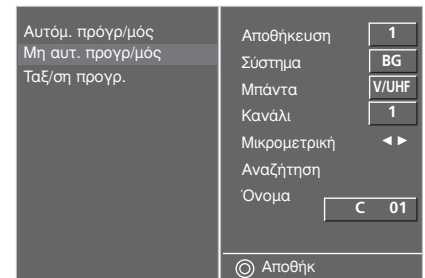 Αυτόμ. πρόγρ/μός
Μη αυτ. προγρ/μός
Ταξ/ση προγρ.
Αποθήκευση 1
Σύστημα BG
Μπάντα V/UHF
Κανάλι 1
Μικρομετρική ◄ ►
Αναζήτηση
Όνομα
C 01
Αποθήκ